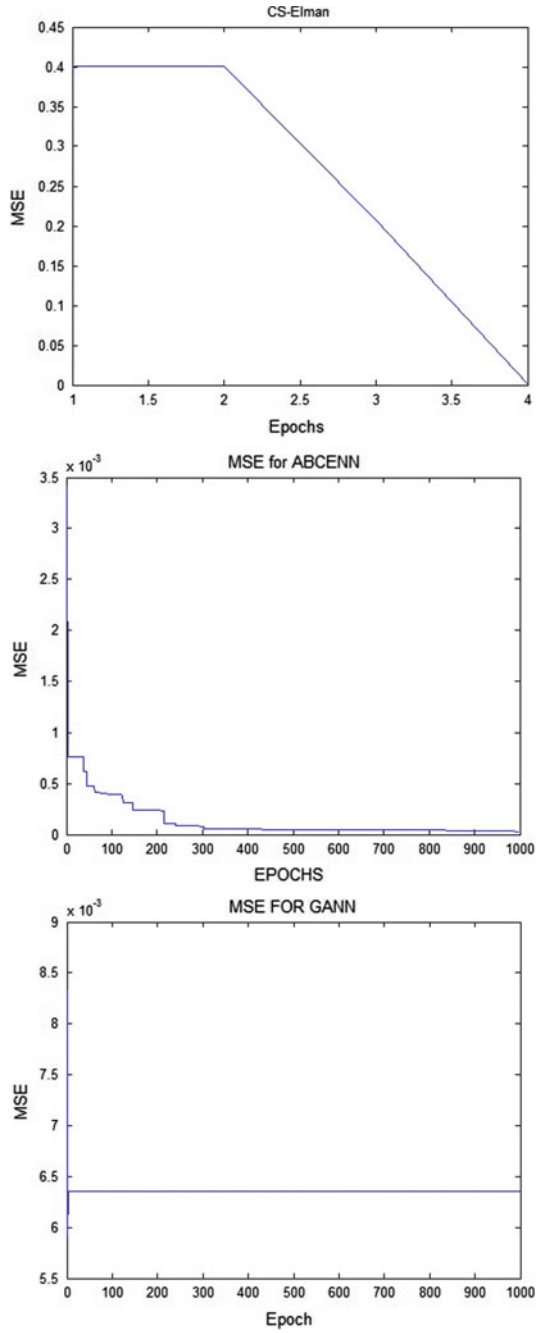 CS-Elman
0.45
0.4
0.35
0.3
0.25
0.2
0.15
0.1
0.05
0
MSE
1 1.5 2 2.5 3 3.5 4
Epochs
x 10-3
MSE for ABCENN
3.5
3
2.5
2
1.5
1
0.5
0
MSE
0 100 200 300 400 500 600 700 800 900 1000
EPOCHS
x 10-3
MSE FOR GANN
9
8.5
8
7.5
7
6.5
6
5.5
MSE
0 100 200 300 400 500 600 700 800 900 1000
Epoch